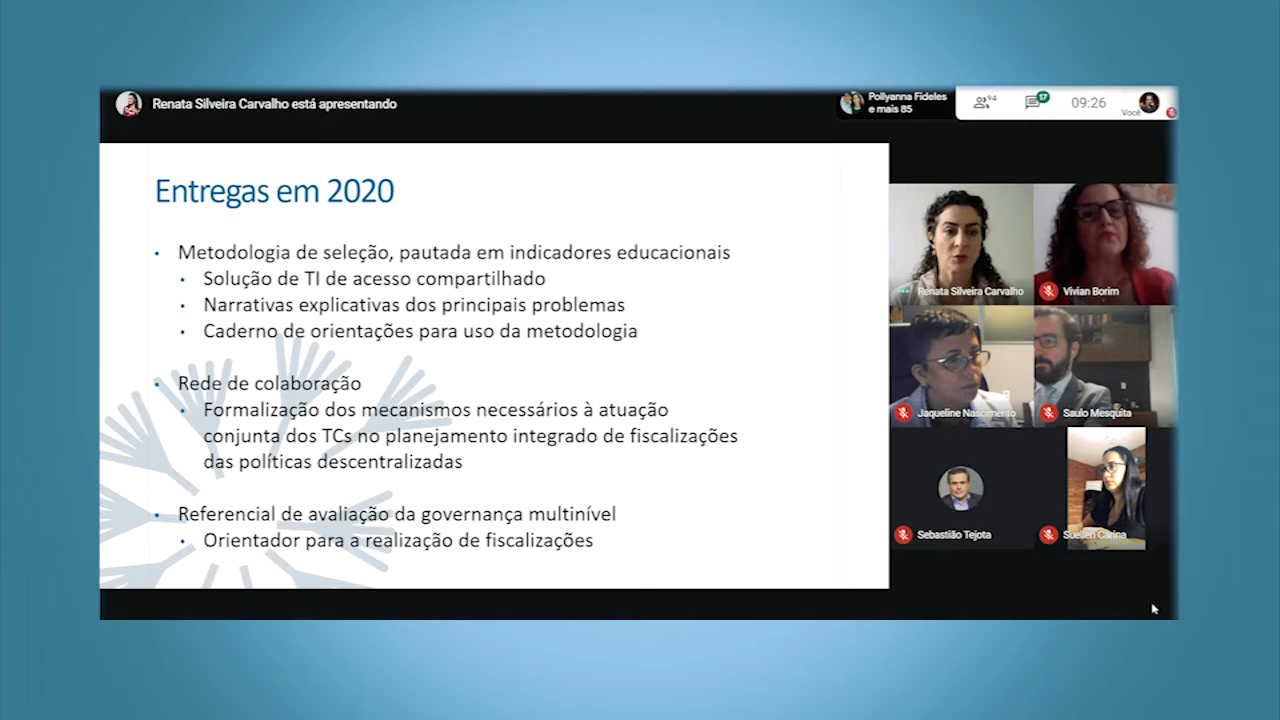 Renata Silveira Carvalho está apresentando
Pollyanna Fideles
e mais 85
94
17
09:26
Você
Entregas em 2020
• Metodologia de seleção, pautada em indicadores educacionais
• Solução de TI de acesso compartilhado
• Narrativas explicativas dos principais problemas
• Caderno de orientações para uso da metodologia
• Rede de colaboração
• Formalização dos mecanismos necessários à atuação
conjunta dos TCs no planejamento integrado de fiscalizações
das políticas descentralizadas
• Referencial de avaliação da governança multinível
• Orientador para a realização de fiscalizações
Renata Silveira Carvalho
Vivian Borim
Jaqueline Nascimento
Saulo Mesquita
Sebastião Tejota
Suellen Carina